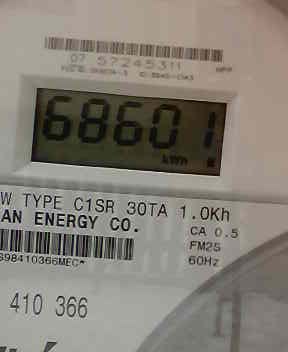 07 57245311
68601
kWh
W TYPE C1SR 30TA 1.0Kh
AN ENERGY CO.
CA 0.5
FM2S
60Hz
S98410366MEC*
410 366